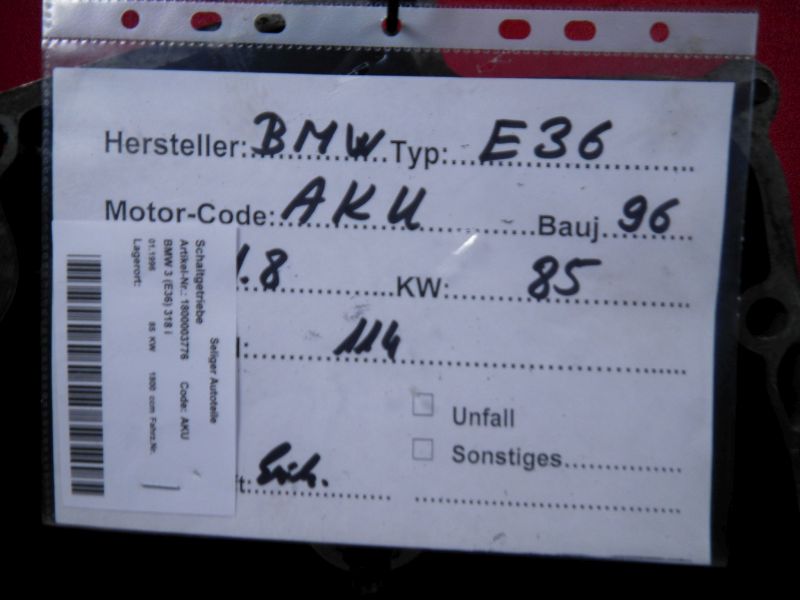 Hersteller: BMW Typ: E36
Motor-Code: AKU Bauj 96
1.8 KW: 85
114
Unfall
Sonstiges
t:
Seliger Autoteile
Schaltgetriebe
Artikel-Nr.: 1800003776 Code: AKU
BMW 3 (E36) 318 i
01.1996 85 KW 1800 ccm Fahrz.Nr.
Lagerort: